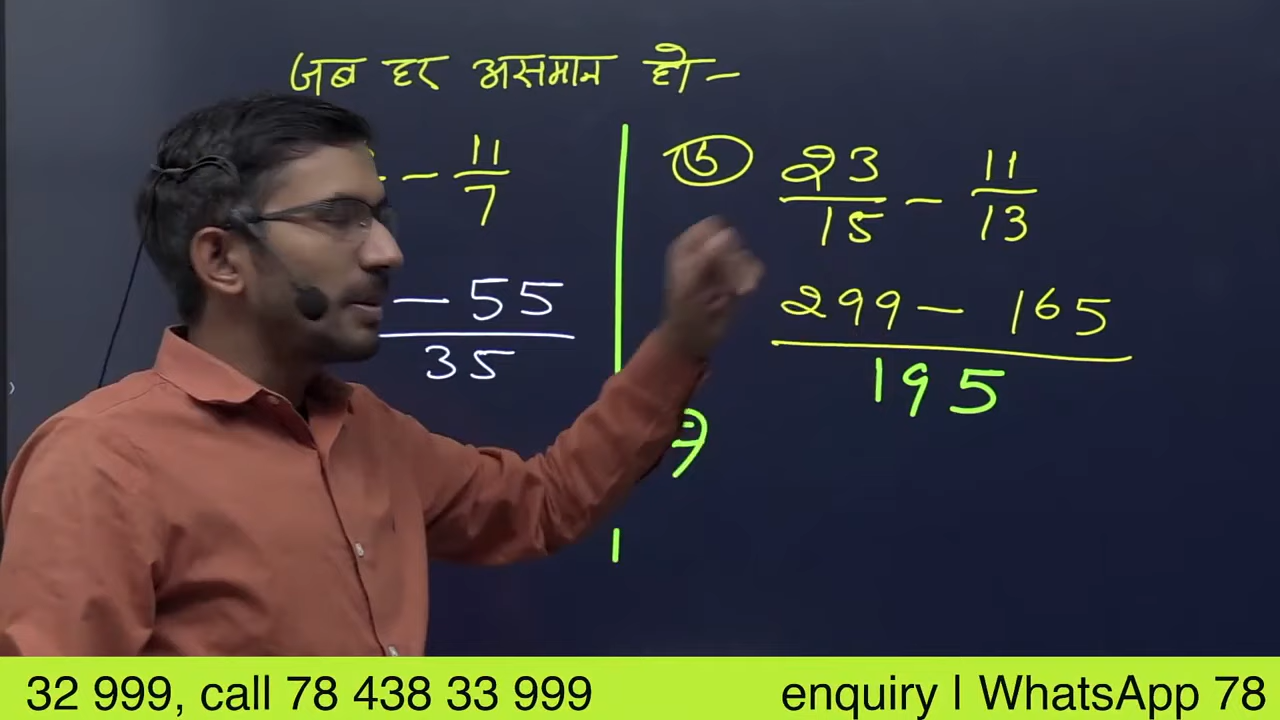 जब हर असमान हो -
- 11/7
- 55
35
(5) 23/15 - 11/13
299 - 165
195
32 999, call 78 438 33 999 enquiry | WhatsApp 78